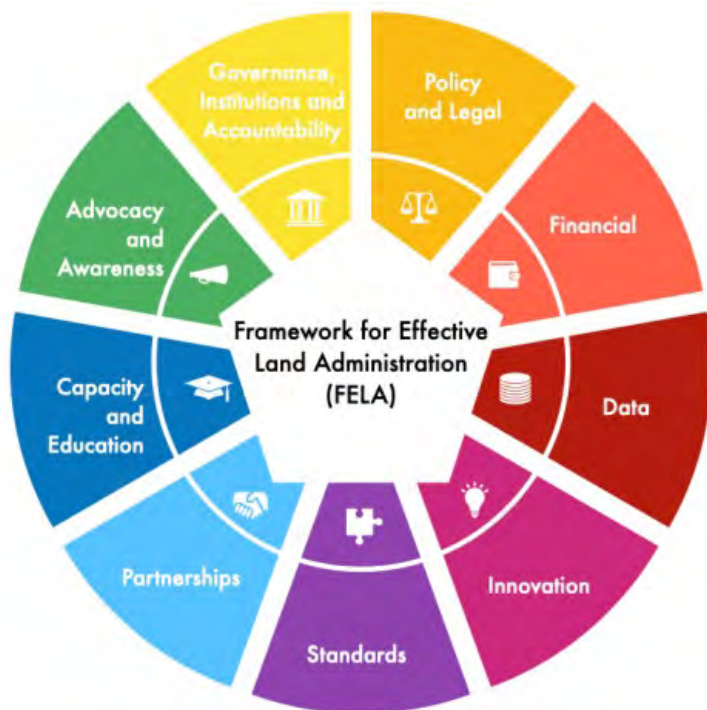 Governance,
Institutions and
Accountability
Policy
and Legal
Financial
Data
Innovation
Standards
Partnerships
Capacity
and
Education
Advocacy
and
Awareness
Framework for Effective
Land Administration
(FELA)